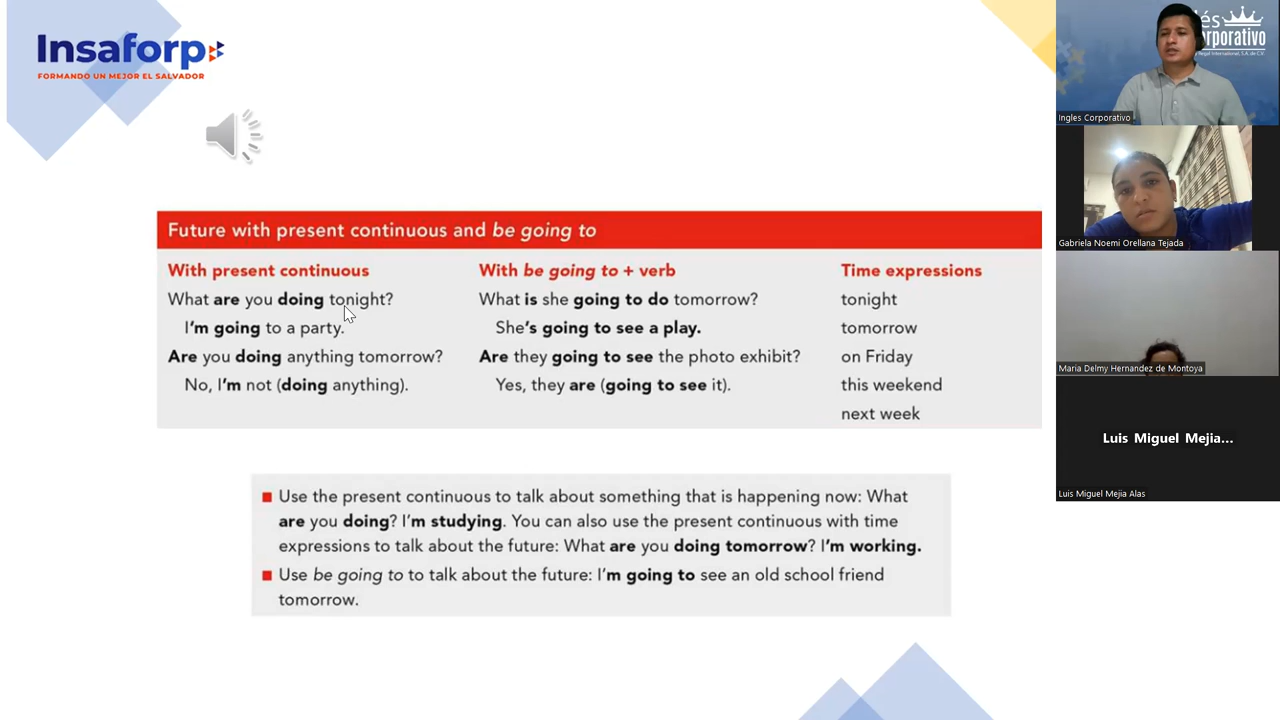 Insaforp
FORMANDO UN MEJOR EL SALVADOR
Future with present continuous and be going to
With present continuous
What are you doing tonight?
I'm going to a party.
Are you doing anything tomorrow?
No, I'm not (doing anything).
With be going to + verb
What is she going to do tomorrow?
She's going to see a play.
Are they going to see the photo exhibit?
Yes, they are (going to see it).
Time expressions
tonight
tomorrow
on Friday
this weekend
next week
Use the present continuous to talk about something that is happening now: What
are you doing? I'm studying. You can also use the present continuous with time
expressions to talk about the future: What are you doing tomorrow? I'm working.
Use be going to to talk about the future: I'm going to see an old school friend
tomorrow.
Ingles Corporativo
Gabriela Noemi Orellana Tejada
Maria Delmy Hernandez de Montoya
Luis Miguel Mejia...
Luis Miguel Mejia Alas